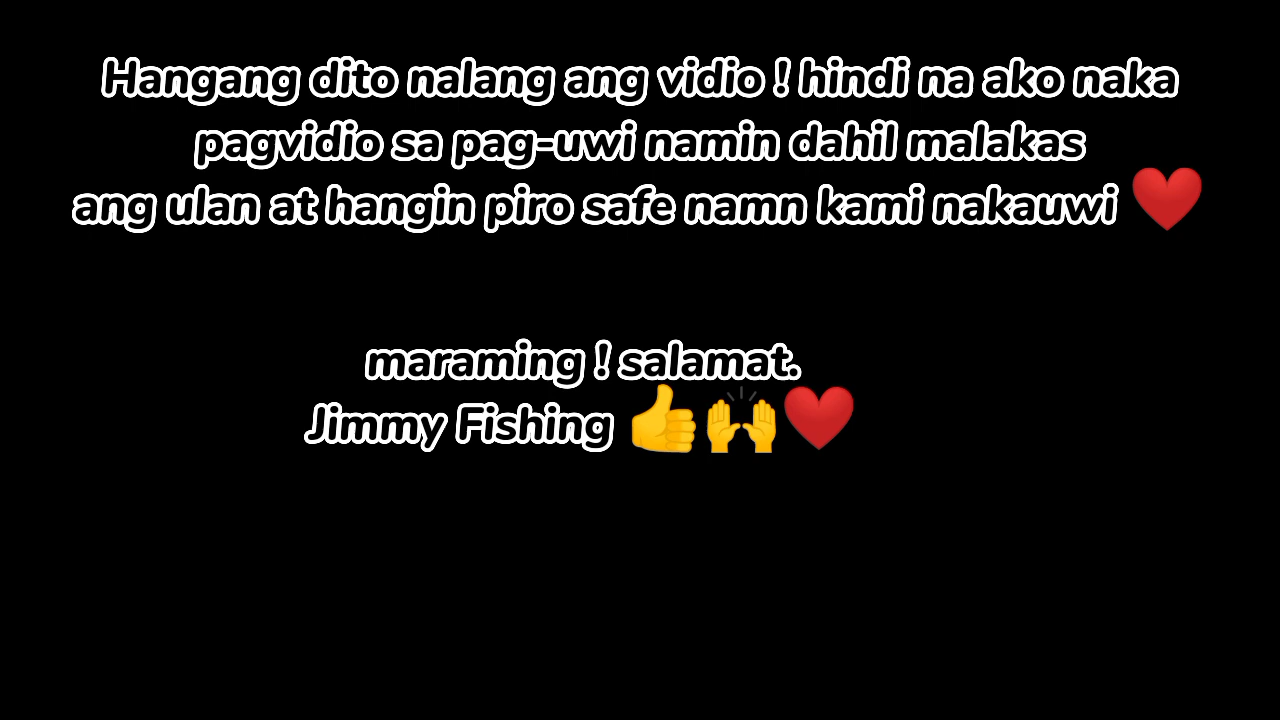 Hangang dito nalang ang vidio ! hindi na ako naka
pagvidio sa pag-uwi namin dahil malakas
ang ulan at hangin piro safe namn kami nakauwi ❤️
maraming ! salamat.
Jimmy Fishing 👍🙌❤️